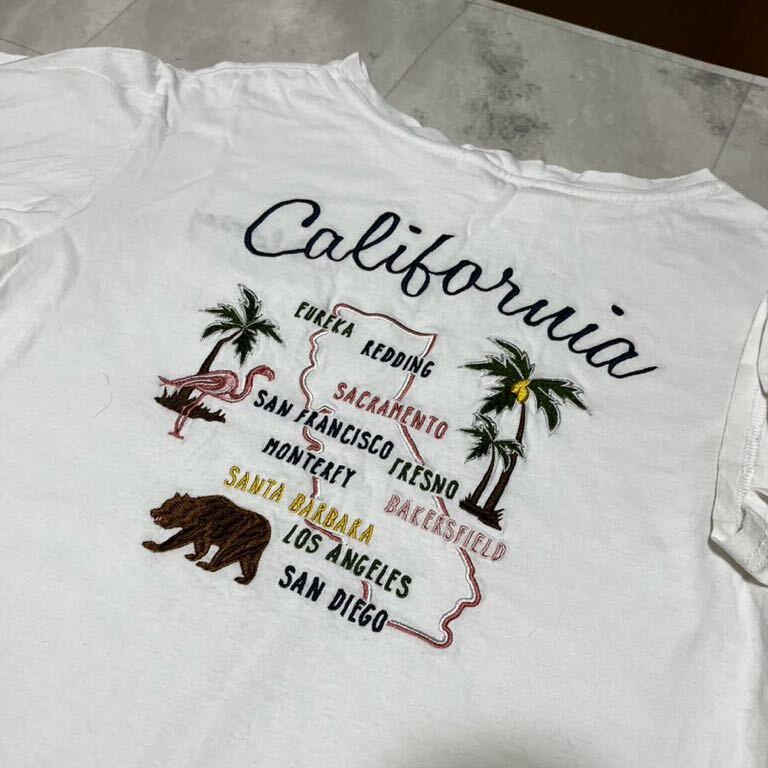 California
EUREKA
REDDING
SACRAMENTO
SAN FRANCISCO
FRESNO
MONTEREY
BAKERSFIELD
SANTA BARBARA
LOS ANGELES
SAN DIEGO